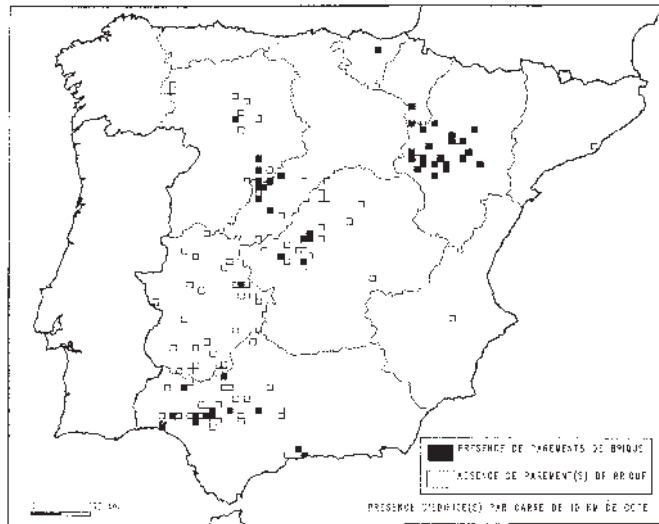 PRESENCE DE PAREMENTS DE BRIQUE
ABSENCE DE PAREMENT(S) DE BRIQUE
PRESENCE D'EDIFICE(S) PAR CARRE DE 10 KM DE COTE